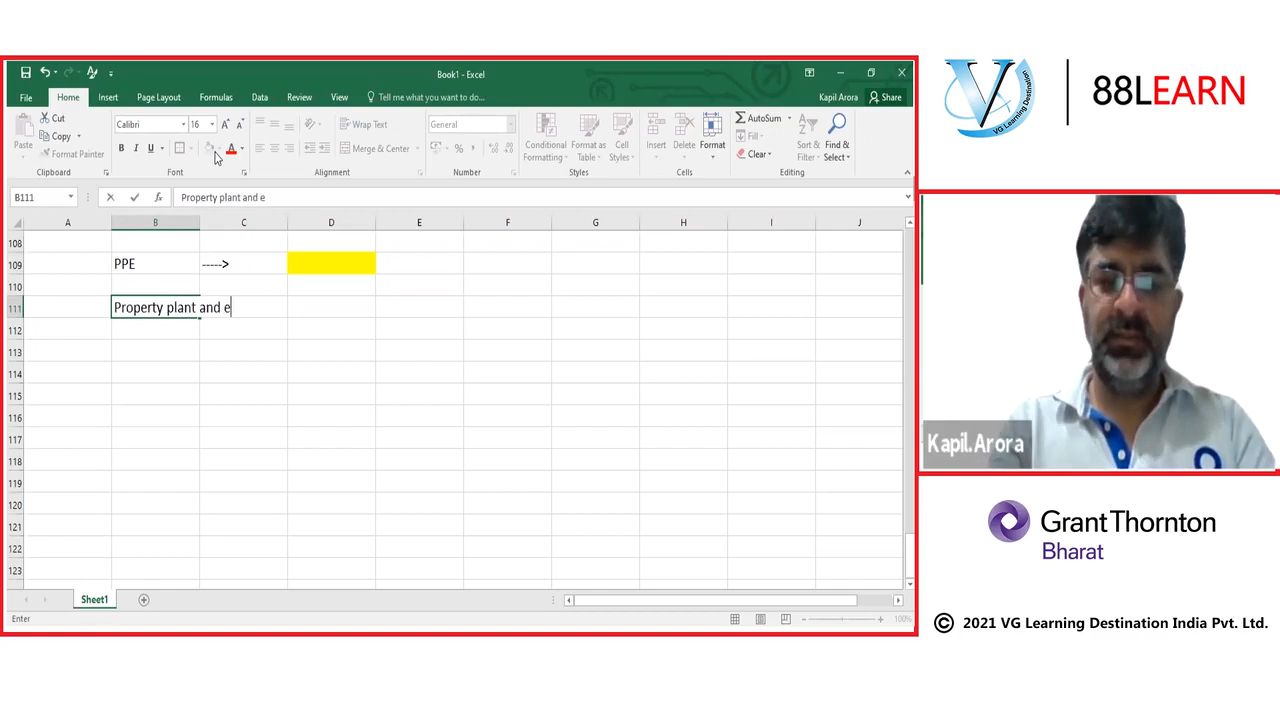 Book1 - Excel
File Home Insert Page Layout Formulas Data Review View Tell me what you want to do... Kapil Arora Share
Paste Cut Copy Format Painter Clipboard
Calibri 16 A A B I U A Font
Wrap Text Merge & Center Alignment
General % , Number
Conditional Formatting Format as Table Cell Styles Styles
Insert Delete Format Cells
AutoSum Fill Clear Sort & Filter Find & Select Editing
B111 fx Property plant and e
A B C D E F G H I J
108
109 PPE ----->
110
111 Property plant and e
112
113
114
115
116
117
118
119
120
121
122
123
Sheet1
Enter 100%
VG Learning Destination
88LEARN
Kapil.Arora
Grant Thornton
Bharat
© 2021 VG Learning Destination India Pvt. Ltd.